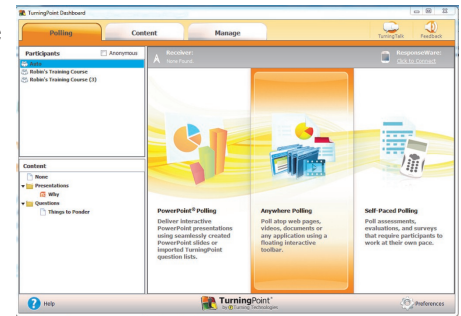 TurningPoint Dashboard
Polling
Content
Manage
TurningTalk
Feedback
Participants
Anonymous
Auto
Robin's Training Course
Robin's Training Course (3)
Receiver:
None Found
ResponseWare:
Click to Connect
Content
None
Presentations
Why
Questions
Things to Ponder
PowerPoint® Polling
Deliver interactive
PowerPoint presentations
using seamlessly created
PowerPoint slides or
imported TurningPoint
question lists.
Anywhere Polling
Poll atop web pages,
videos, documents or
any application using a
floating interactive
toolbar.
Self-Paced Polling
Poll assessments,
evaluations, and surveys
that require participants to
work at their own pace.
Help
TurningPoint®
By Turning Technologies
Preferences